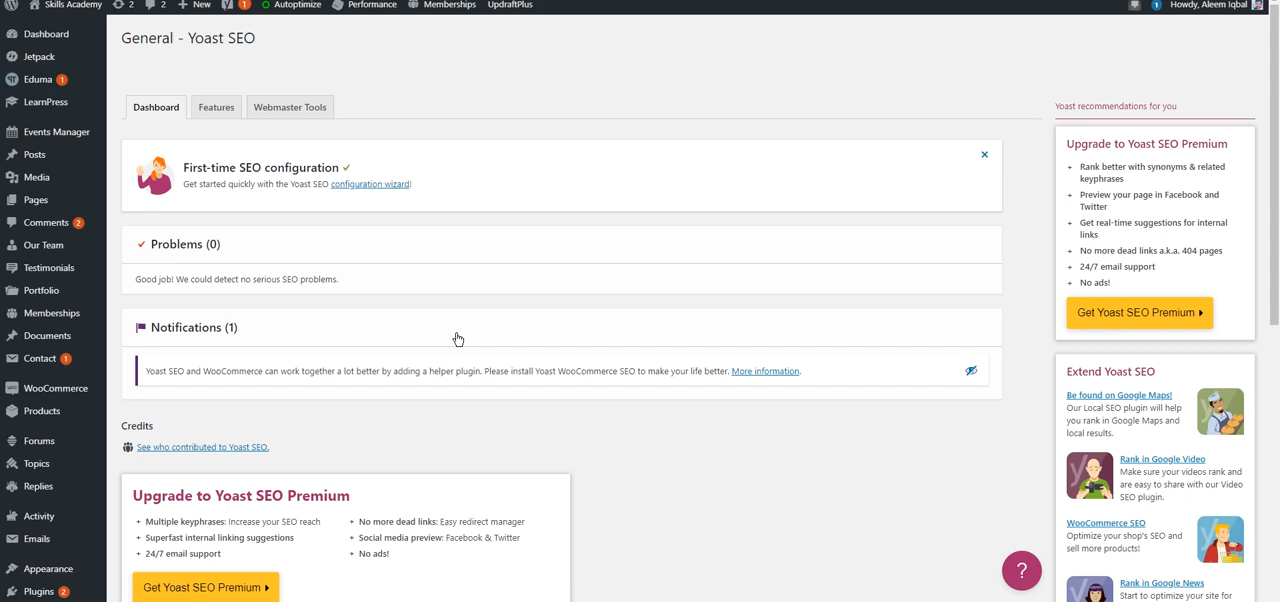 Skills Academy 2 2 New 1 Autoptimize Performance Memberships UpdraftPlus 1 Howdy, Aleem Iqbal
Dashboard
Jetpack
Eduma 1
LearnPress
Events Manager
Posts
Media
Pages
Comments 2
Our Team
Testimonials
Portfolio
Memberships
Documents
Contact 1
WooCommerce
Products
Forums
Topics
Replies
Activity
Emails
Appearance
Plugins 2
General - Yoast SEO
Dashboard Features Webmaster Tools
First-time SEO configuration
Get started quickly with the Yoast SEO configuration wizard!
Problems (0)
Good job! We could detect no serious SEO problems.
Notifications (1)
Yoast SEO and WooCommerce can work together a lot better by adding a helper plugin. Please install Yoast WooCommerce SEO to make your life better. More information.
Credits
See who contributed to Yoast SEO.
Upgrade to Yoast SEO Premium
+ Multiple keyphrases: Increase your SEO reach
+ Superfast internal linking suggestions
+ 24/7 email support
+ No more dead links: Easy redirect manager
+ Social media preview: Facebook & Twitter
+ No ads!
Get Yoast SEO Premium
Yoast recommendations for you
Upgrade to Yoast SEO Premium
+ Rank better with synonyms & related
keyphrases
+ Preview your page in Facebook and
Twitter
+ Get real-time suggestions for internal
links
+ No more dead links a.k.a. 404 pages
+ 24/7 email support
+ No ads!
Get Yoast SEO Premium
Extend Yoast SEO
Be found on Google Maps!
Our Local SEO plugin will help
you rank in Google Maps and
local results.
Rank in Google Video
Make sure your videos rank and
are easy to share with our Video
SEO plugin.
WooCommerce SEO
Optimize your shop's SEO and
sell more products!
Rank in Google News
Start to optimize your site for
?